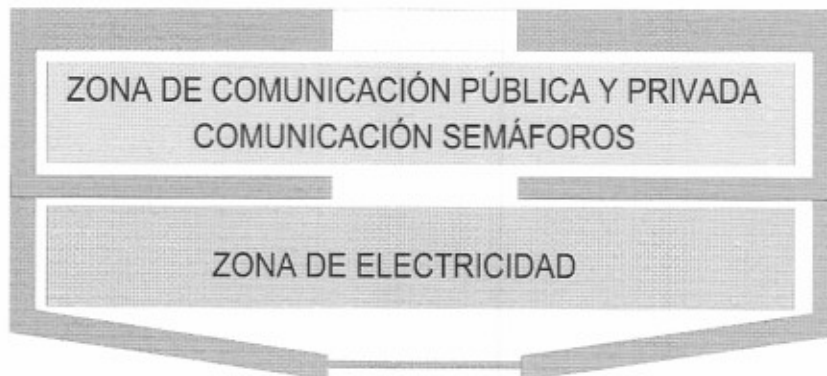 ZONA DE COMUNICACIÓN PÚBLICA Y PRIVADA
COMUNICACIÓN SEMÁFOROS
ZONA DE ELECTRICIDAD